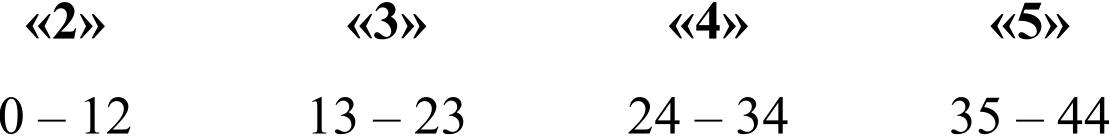 «2» «3» «4» «5»
0 – 12 13 – 23 24 – 34 35 – 44